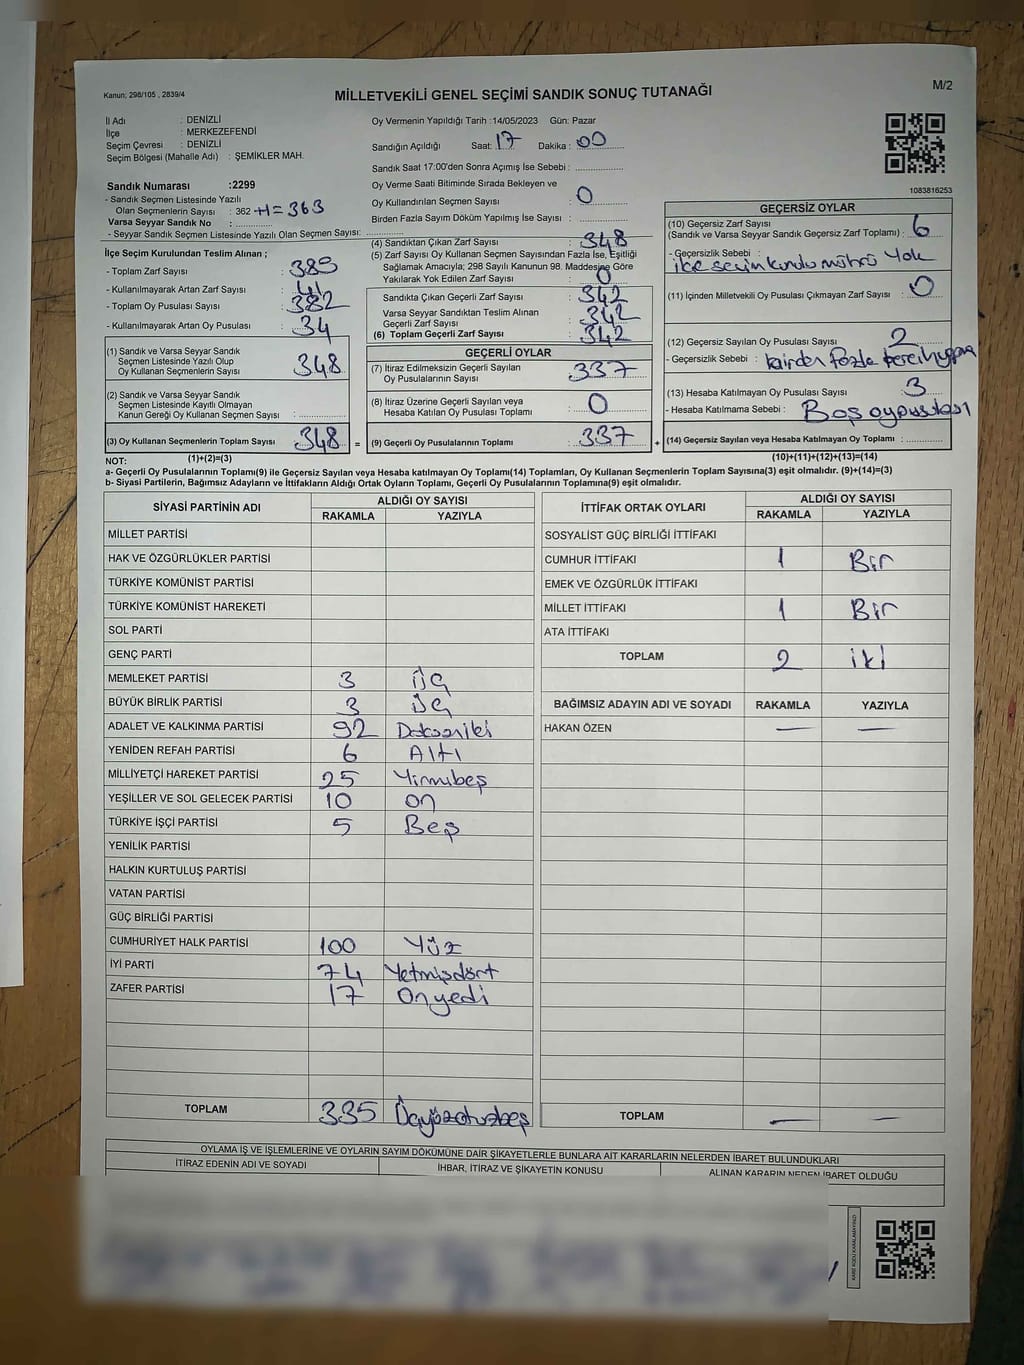 Kanun; 298/105 , 2839/4
MİLLETVEKİLİ GENEL SEÇİMİ SANDIK SONUÇ TUTANAĞI
M/2
İl Adı : DENİZLİ
İlçe : MERKEZEFENDİ
Seçim Çevresi : DENİZLİ
Seçim Bölgesi (Mahalle Adı) : ŞEMİKLER MAH.
Sandık Numarası :2299
- Sandık Seçmen Listesinde Yazılı
Olan Seçmenlerin Sayısı : 362 +1=363
Varsa Seyyar Sandık No :
- Seyyar Sandık Seçmen Listesinde Yazılı Olan Seçmen Sayısı:
Oy Vermenin Yapıldığı Tarih :14/05/2023 Gün: Pazar
Sandığın Açıldığı Saat: 17 Dakika : 00
Sandık Saat 17:00'den Sonra Açımış İse Sebebi :
Oy Verme Saati Bitiminde Sırada Bekleyen ve
Oy Kullandırılan Seçmen Sayısı : 0
Birden Fazla Sayım Döküm Yapılmış İse Sayısı :
1083816253
İlçe Seçim Kurulundan Teslim Alınan ;
- Toplam Zarf Sayısı : 389
- Kullanılmayarak Artan Zarf Sayısı : 41
- Toplam Oy Pusulası Sayısı : 382
- Kullanılmayarak Artan Oy Pusulası : 34
(1) Sandık ve Varsa Seyyar Sandık
Seçmen Listesinde Yazılı Olup
Oy Kullanan Seçmenlerin Sayısı : 348
(2) Sandık ve Varsa Seyyar Sandık
Seçmen Listesinde Kayıtlı Olmayan
Kanun Gereği Oy Kullanan Seçmen Sayısı :
(3) Oy Kullanan Seçmenlerin Toplam Sayısı : 348 =
(1)+(2)=(3)
(4) Sandıktan Çıkan Zarf Sayısı : 348
(5) Zarf Sayısı Oy Kullanan Seçmen Sayısından Fazla İse, Eşitliği
Sağlamak Amacıyla; 298 Sayılı Kanunun 98. Maddesine Göre
Yakılarak Yok Edilen Zarf Sayısı : 0
Sandıkta Çıkan Geçerli Zarf Sayısı : 342
Varsa Seyyar Sandıktan Teslim Alınan
Geçerli Zarf Sayısı : 342
(6) Toplam Geçerli Zarf Sayısı : 342
GEÇERLİ OYLAR
(7) İtiraz Edilmeksizin Geçerli Sayılan
Oy Pusulalarının Sayısı : 337
(8) İtiraz Üzerine Geçerli Sayılan veya
Hesaba Katılan Oy Pusulası Toplamı : 0
(9) Geçerli Oy Pusulalarının Toplamı : 337 +
GEÇERSİZ OYLAR
(10) Geçersiz Zarf Sayısı
(Sandık ve Varsa Seyyar Sandık Geçersiz Zarf Toplamı) : 6
- Geçersizlik Sebebi :
ilçe seçim kurulu mührü Yok
(11) İçinden Milletvekili Oy Pusulası Çıkmayan Zarf Sayısı : 0
(12) Geçersiz Sayılan Oy Pusulası Sayısı : 2
- Geçersizlik Sebebi : birden fazla
(13) Hesaba Katılmayan Oy Pusulası Sayısı : 3
- Hesaba Katılmama Sebebi : Boş oy pusulası
(14) Geçersiz Sayılan veya Hesaba Katılmayan Oy Toplamı :
(10)+(11)+(12)+(13)=(14)
NOT:
a- Geçerli Oy Pusulalarının Toplamı(9) ile Geçersiz Sayılan veya Hesaba katılmayan Oy Toplamı(14) Toplamları, Oy Kullanan Seçmenlerin Toplam Sayısına(3) eşit olmalıdır. (9)+(14)=(3)
b- Siyasi Partilerin, Bağımsız Adayların ve İttifakların Aldığı Ortak Oyların Toplamı, Geçerli Oy Pusulalarının Toplamına(9) eşit olmalıdır.
SİYASİ PARTİNİN ADI ALDIĞI OY SAYISI
RAKAMLA YAZIYLA
MİLLET PARTİSİ
HAK VE ÖZGÜRLÜKLER PARTİSİ
TÜRKİYE KOMÜNİST PARTİSİ
TÜRKİYE KOMÜNİST HAREKETİ
SOL PARTİ
GENÇ PARTİ
MEMLEKET PARTİSİ 3 Üç
BÜYÜK BİRLİK PARTİSİ 3 Üç
ADALET VE KALKINMA PARTİSİ 92 Doksaniki
YENİDEN REFAH PARTİSİ 6 Altı
MİLLİYETÇİ HAREKET PARTİSİ 25 Yirmibeş
YEŞİLLER VE SOL GELECEK PARTİSİ 10 on
TÜRKİYE İŞÇİ PARTİSİ 5 Beş
YENİLİK PARTİSİ
HALKIN KURTULUŞ PARTİSİ
VATAN PARTİSİ
GÜÇ BİRLİĞİ PARTİSİ
CUMHURİYET HALK PARTİSİ 100 Yüz
İYİ PARTİ 74 Yetmişdört
ZAFER PARTİSİ 17 Onyedi
TOPLAM 335 Üçyüzotuzbeş
İTTİFAK ORTAK OYLARI ALDIĞI OY SAYISI
RAKAMLA YAZIYLA
SOSYALİST GÜÇ BİRLİĞİ İTTİFAKI
CUMHUR İTTİFAKI 1 Bir
EMEK VE ÖZGÜRLÜK İTTİFAKI
MİLLET İTTİFAKI 1 Bir
ATA İTTİFAKI
TOPLAM 2 iki
BAĞIMSIZ ADAYIN ADI VE SOYADI RAKAMLA YAZIYLA
HAKAN ÖZEN — —
TOPLAM — —
OYLAMA İŞ VE İŞLEMLERİNE VE OYLARIN SAYIM DÖKÜMÜNE DAİR ŞİKAYETLERLE BUNLARA AİT KARARLARIN NELERDEN İBARET BULUNDUKLARI
İTİRAZ EDENİN ADI VE SOYADI İHBAR, İTİRAZ VE ŞİKAYETİN KONUSU ALINAN KARARIN NEDEN İBARET OLDUĞU